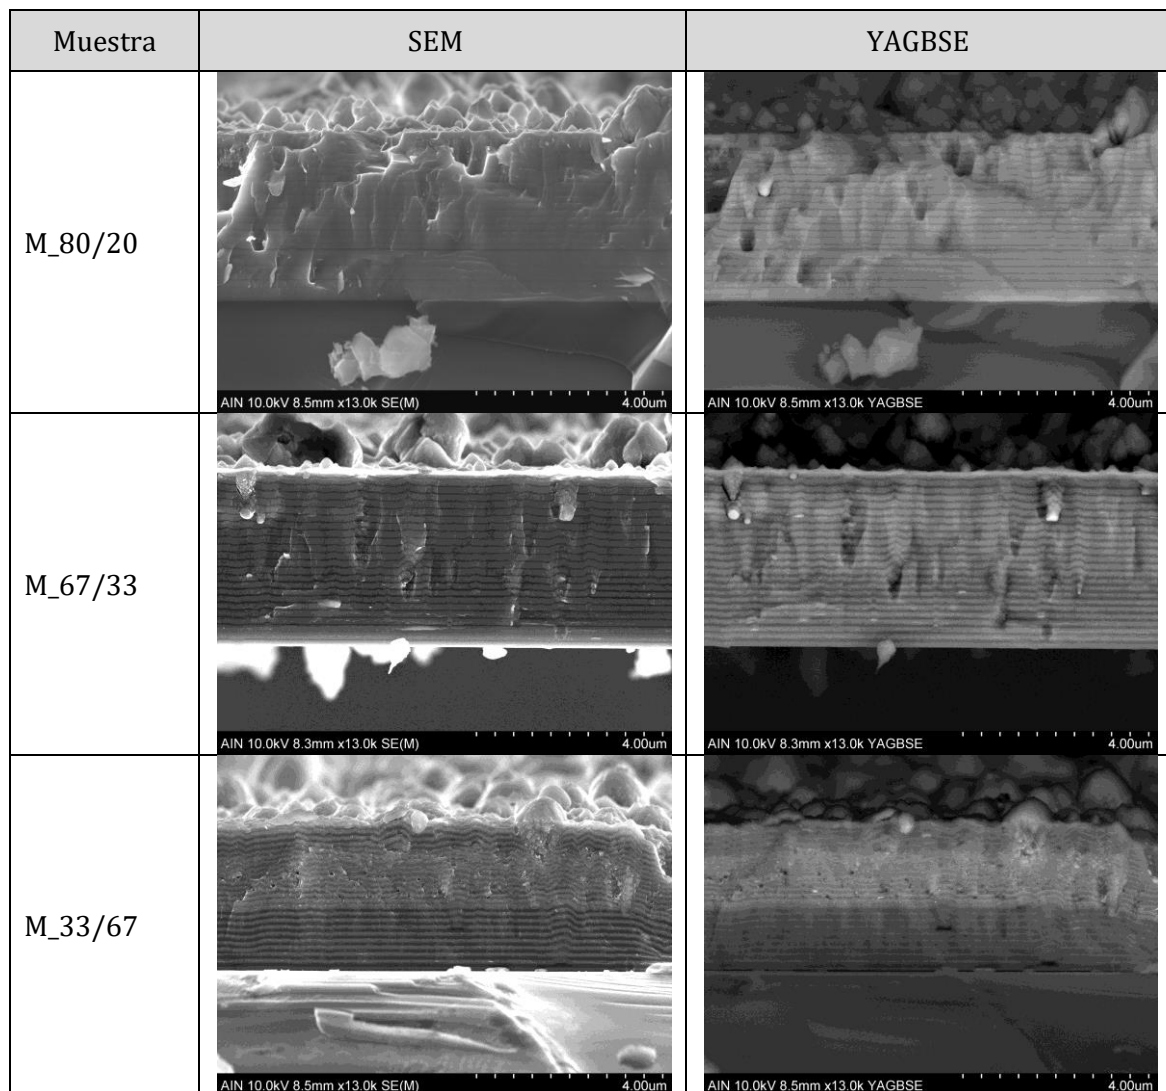 Muestra SEM YAGBSE
M_80/20
AIN 10.0kV 8.5mm x13.0k SE(M) 4.00um
AIN 10.0kV 8.5mm x13.0k YAGBSE 4.00um
M_67/33
AIN 10.0kV 8.3mm x13.0k SE(M) 4.00um
AIN 10.0kV 8.3mm x13.0k YAGBSE 4.00um
M_33/67
AIN 10.0kV 8.5mm x13.0k SE(M) 4.00um
AIN 10.0kV 8.5mm x13.0k YAGBSE 4.00um